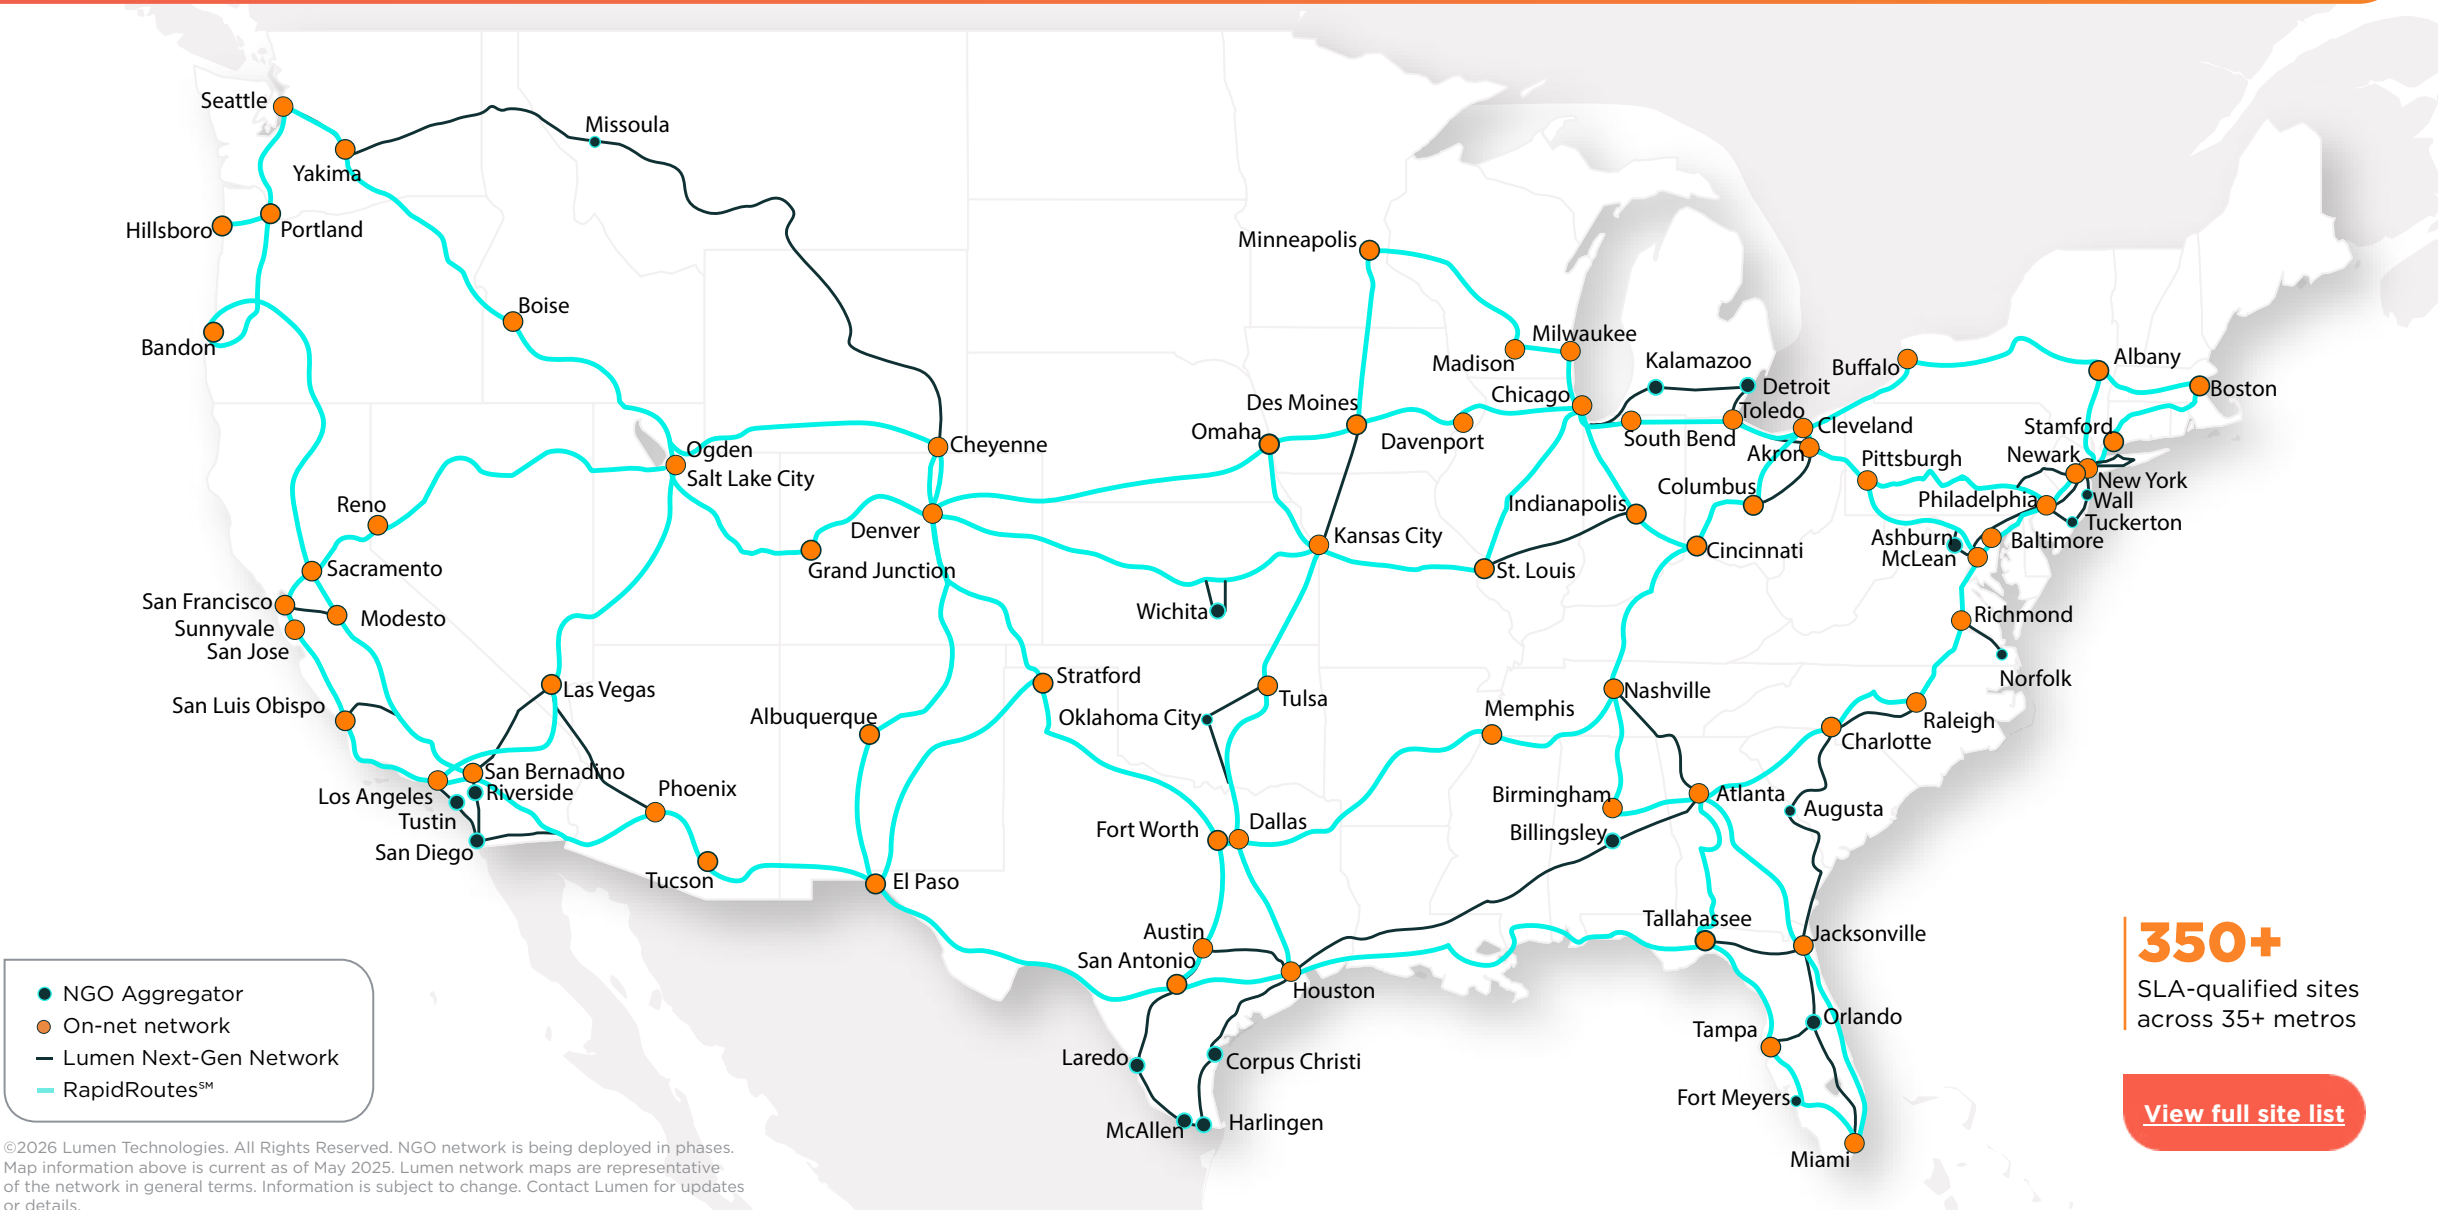 Seattle
Missoula
Yakima
Hillsboro
Portland
Minneapolis
Boise
Bandon
Milwaukee
Madison
Kalamazoo
Buffalo
Albany
Detroit
Boston
Chicago
Des Moines
Toledo
Cleveland
Stamford
Omaha
Davenport
South Bend
Akron
Newark
Cheyenne
Ogden
Salt Lake City
Pittsburgh
New York
Columbus
Philadelphia
Wall
Reno
Indianapolis
Tuckerton
Denver
Kansas City
Ashburn
Baltimore
Cincinnati
McLean
Sacramento
Grand Junction
St. Louis
San Francisco
Modesto
Wichita
Richmond
Sunnyvale
San Jose
Norfolk
Las Vegas
Stratford
Nashville
San Luis Obispo
Albuquerque
Oklahoma City
Tulsa
Memphis
Raleigh
Charlotte
San Bernadino
Riverside
Phoenix
Los Angeles
Birmingham
Atlanta
Augusta
Tustin
Fort Worth
Dallas
Billingsley
San Diego
Tucson
El Paso
Tallahassee
Jacksonville
Austin
San Antonio
Houston
Orlando
Tampa
Laredo
Corpus Christi
Fort Meyers
McAllen
Harlingen
Miami
NGO Aggregator
On-net network
Lumen Next-Gen Network
RapidRoutes℠
350+
SLA-qualified sites
across 35+ metros
View full site list
©2026 Lumen Technologies. All Rights Reserved. NGO network is being deployed in phases.
Map information above is current as of May 2025. Lumen network maps are representative
of the network in general terms. Information is subject to change. Contact Lumen for updates
or details.